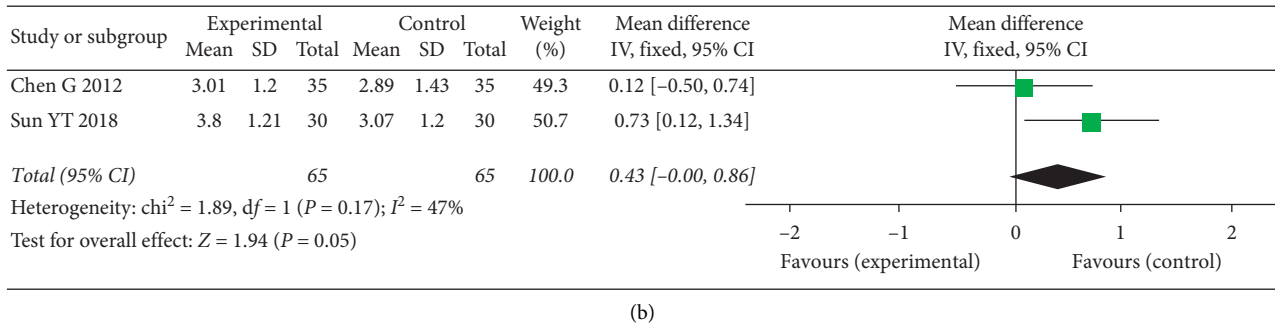 Study or subgroup Experimental Control Weight Mean difference Mean difference
Mean SD Total Mean SD Total (%) IV, fixed, 95% CI IV, fixed, 95% CI
Chen G 2012 3.01 1.2 35 2.89 1.43 35 49.3 0.12 [–0.50, 0.74]
Sun YT 2018 3.8 1.21 30 3.07 1.2 30 50.7 0.73 [0.12, 1.34]
Total (95% CI) 65 65 100.0 0.43 [–0.00, 0.86]
Heterogeneity: chi² = 1.89, df = 1 (P = 0.17); I² = 47%
Test for overall effect: Z = 1.94 (P = 0.05)
–2 –1 0 1 2
Favours (experimental) Favours (control)
(b)